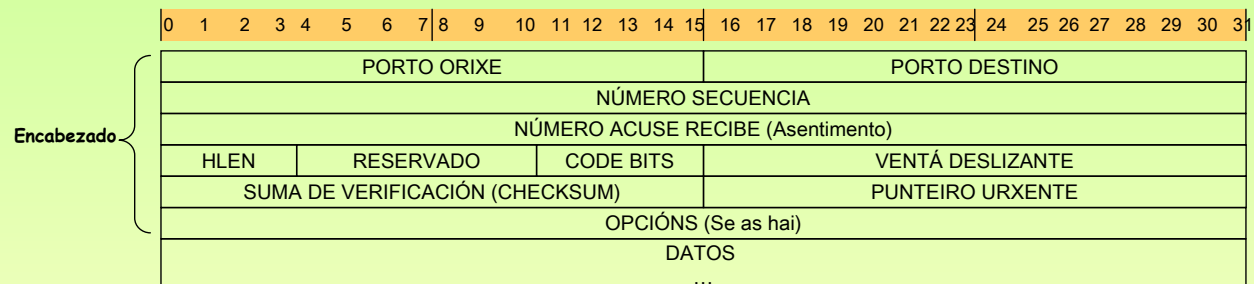 0 1 2 3 4 5 6 7 8 9 10 11 12 13 14 15 16 17 18 19 20 21 22 23 24 25 26 27 28 29 30 31
PORTO ORIXE PORTO DESTINO
NÚMERO SECUENCIA
Encabezado
NÚMERO ACUSE RECIBE (Asentimento)
HLEN RESERVADO CODE BITS VENTÁ DESLIZANTE
SUMA DE VERIFICACIÓN (CHECKSUM) PUNTEIRO URXENTE
OPCIÓNS (Se as hai)
DATOS
...